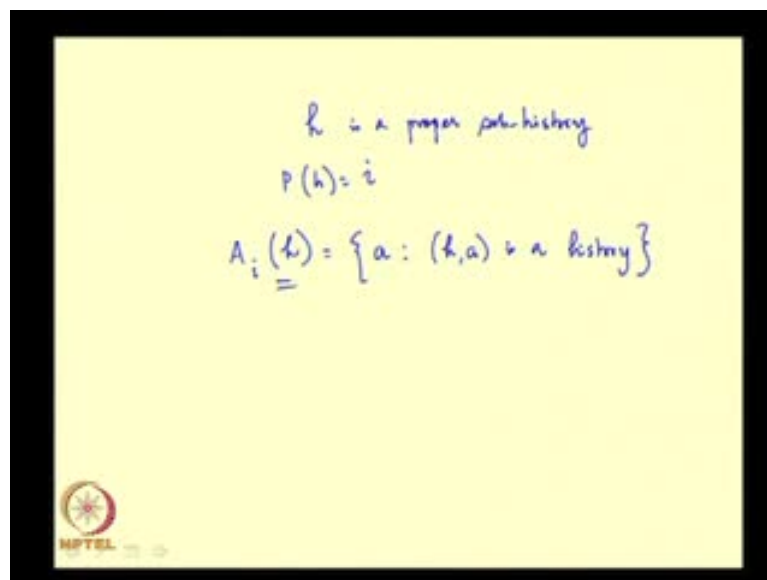 h is a proper sub-history
P(h) = i
A_i (h) = { a : (h, a) is a history }
NPTEL